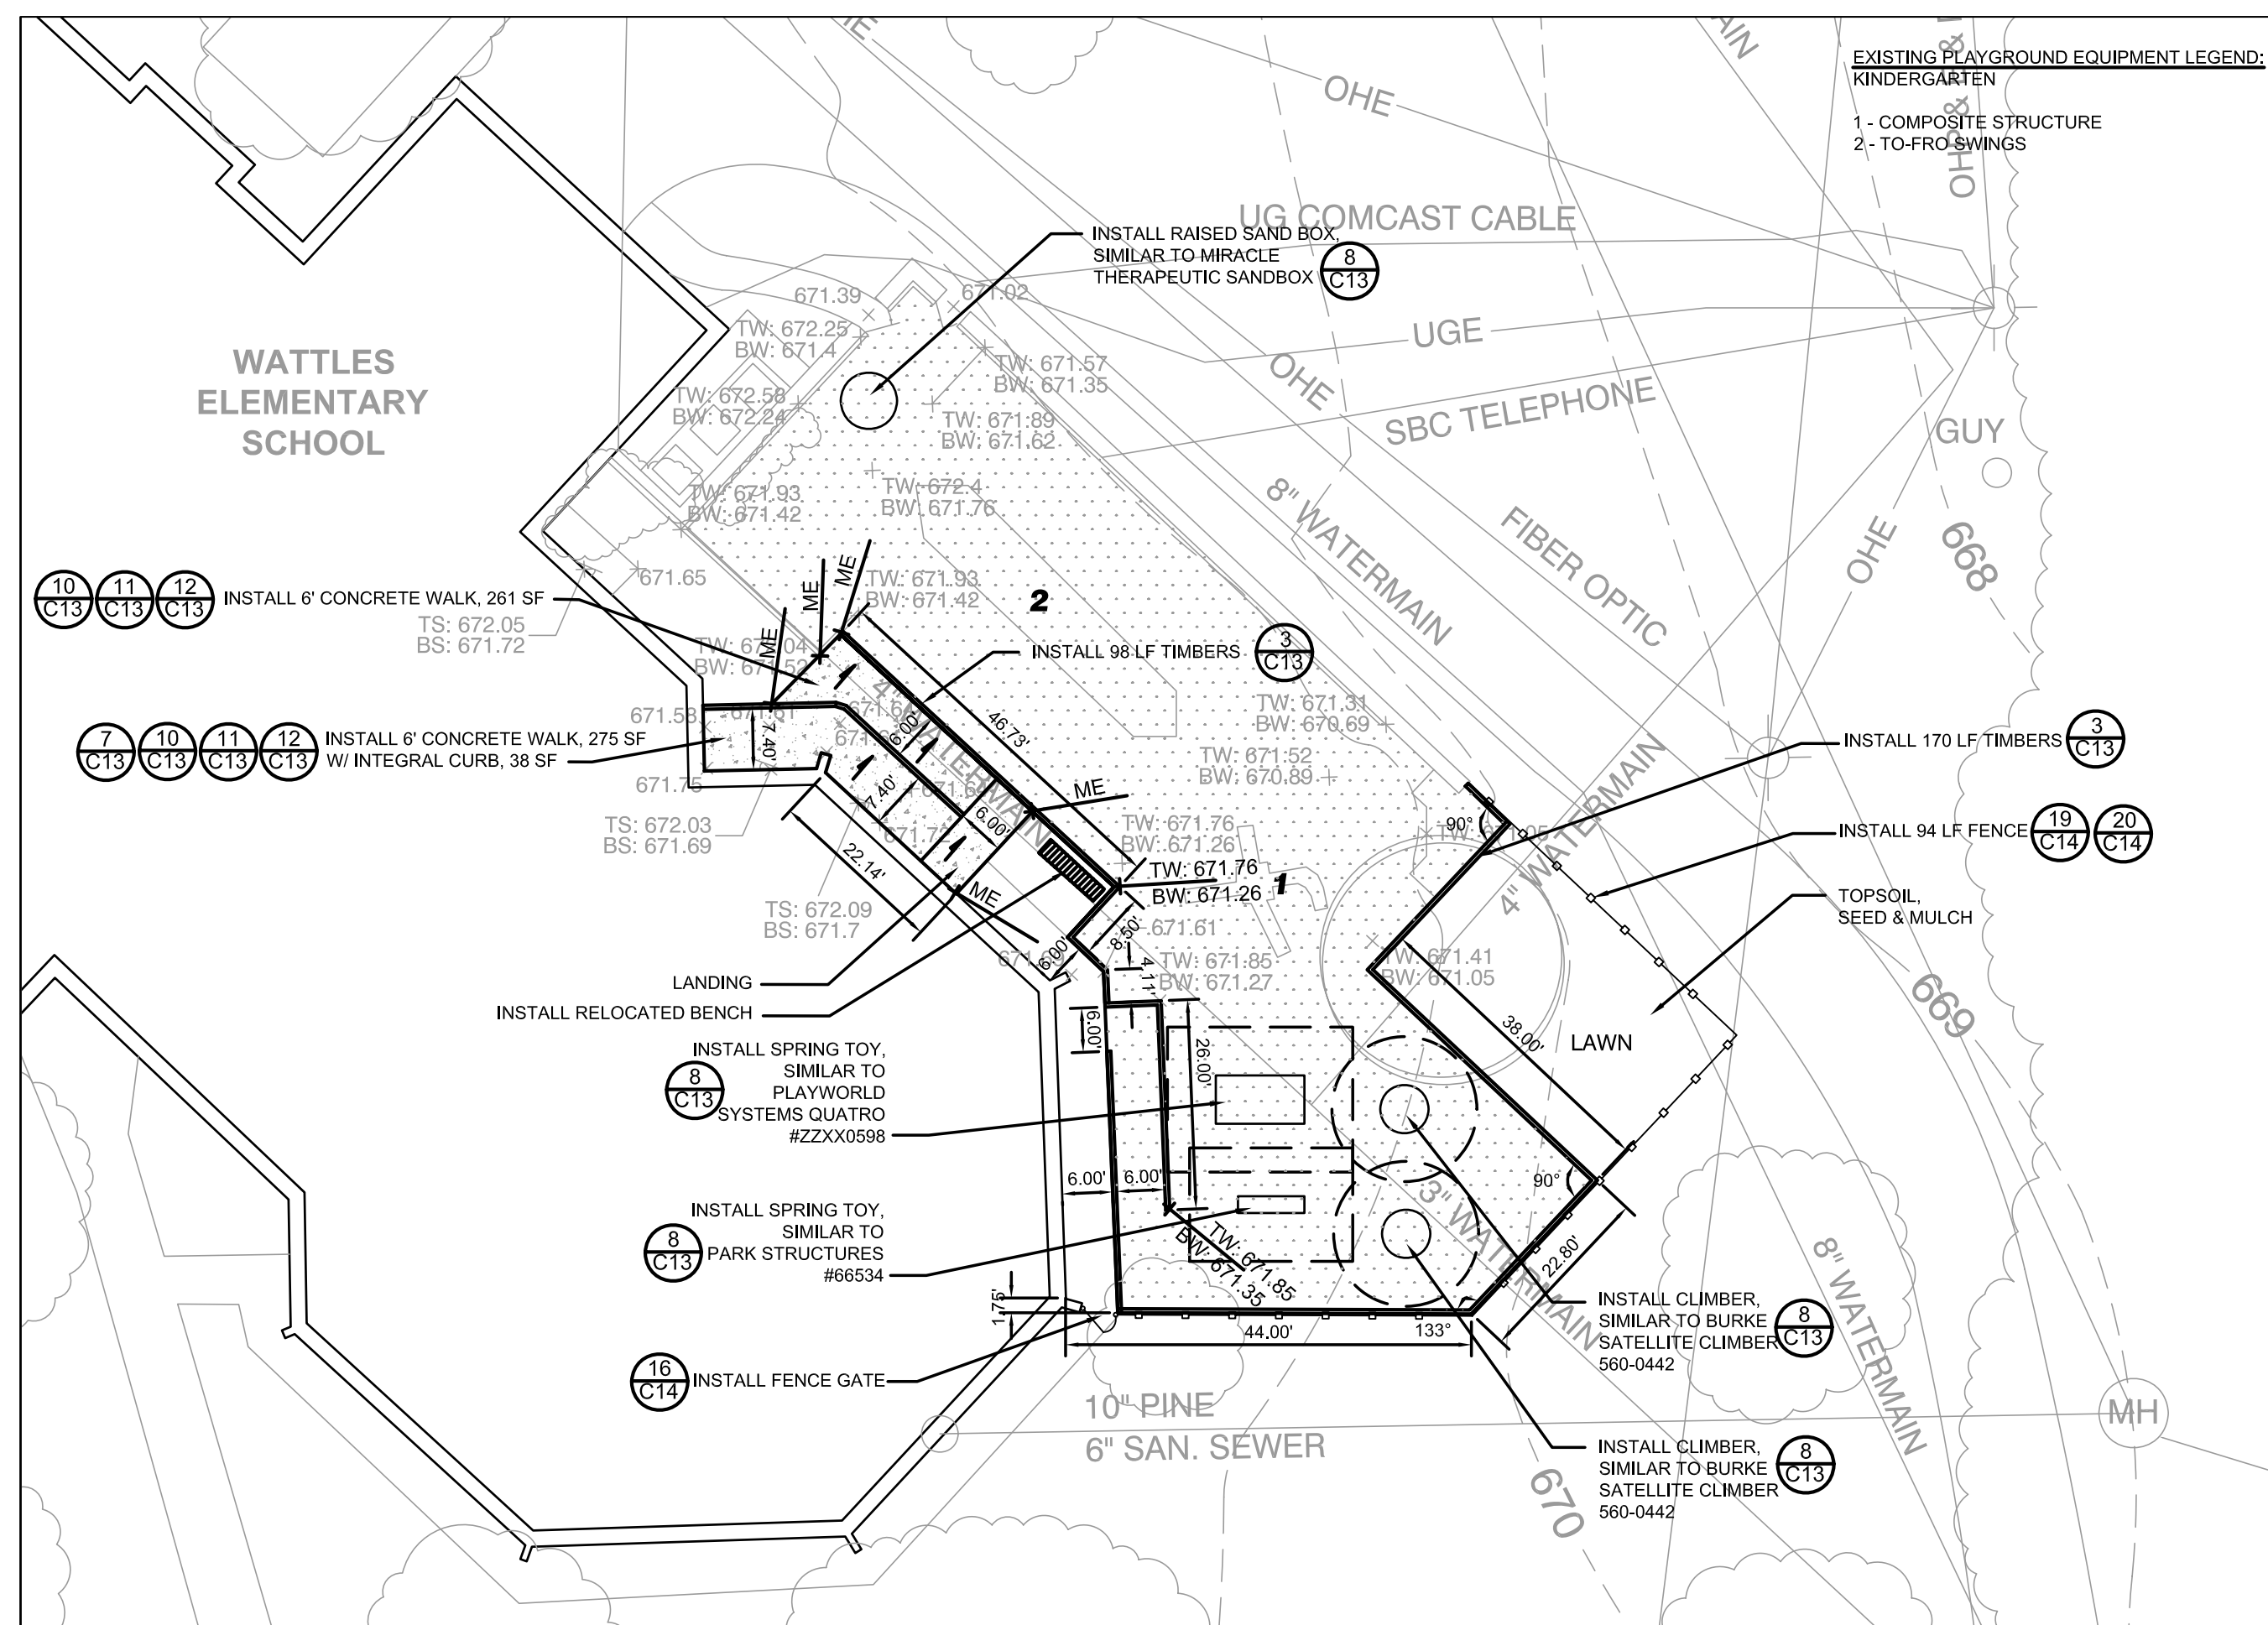 EXISTING PLAYGROUND EQUIPMENT LEGEND:
KINDERGARTEN
1 - COMPOSITE STRUCTURE
2 - TO-FRO SWINGS
OHE
UG COMCAST CABLE
UGE
OHE
SBC TELEPHONE
GUY
8" WATERMAIN
FIBER OPTIC
OHE
668
INSTALL RAISED SAND BOX,
SIMILAR TO MIRACLE
THERAPEUTIC SANDBOX
8
C13
WATTLES
ELEMENTARY
SCHOOL
671.39
671.02
TW: 672.25
BW: 671.4
TW: 671.57
BW: 671.35
TW: 672.58
BW: 672.24
TW: 671.89
BW: 671.62
TW: 671.93
BW: 671.42
TW: 672.4
BW: 671.76
671.65
TW: 671.93
BW: 671.42
2
ME
ME
ME
10
C13
11
C13
12
C13
INSTALL 6' CONCRETE WALK, 261 SF
TS: 672.05
BS: 671.72
BW: 671.52
INSTALL 98 LF TIMBERS
3
C13
46.73'
4" WATERMAIN
6.00'
671.58
7.40'
7
C13
10
C13
11
C13
12
C13
INSTALL 6' CONCRETE WALK, 275 SF
W/ INTEGRAL CURB, 38 SF
671.75
TS: 672.03
BS: 671.69
7.40'
671.72
6.00'
22.14'
ME
ME
TS: 672.09
BS: 671.7
TW: 671.31
BW: 670.69
TW: 671.52
BW: 670.89
TW: 671.76
BW: 671.26
TW: 671.76
BW: 671.26
1
671.61
8.50'
6.00'
4.11'
TW: 671.85
BW: 671.27
TW: 671.41
BW: 671.05
90°
4" WATERMAIN
INSTALL 170 LF TIMBERS
3
C13
INSTALL 94 LF FENCE
19
C14
20
C14
TOPSOIL,
SEED & MULCH
LAWN
669
38.00'
LANDING
INSTALL RELOCATED BENCH
INSTALL SPRING TOY,
SIMILAR TO
PLAYWORLD
SYSTEMS QUATRO
#ZZXX0598
8
C13
6.00'
26.00'
6.00'
6.00'
INSTALL SPRING TOY,
SIMILAR TO
PARK STRUCTURES
#66534
8
C13
TW: 671.85
BW: 671.35
3" WATERMAIN
90°
22.80'
1.75'
44.00'
133°
16
C14
INSTALL FENCE GATE
10" PINE
6" SAN. SEWER
INSTALL CLIMBER,
SIMILAR TO BURKE
SATELLITE CLIMBER
560-0442
8
C13
INSTALL CLIMBER,
SIMILAR TO BURKE
SATELLITE CLIMBER
560-0442
8
C13
8" WATERMAIN
MH
670